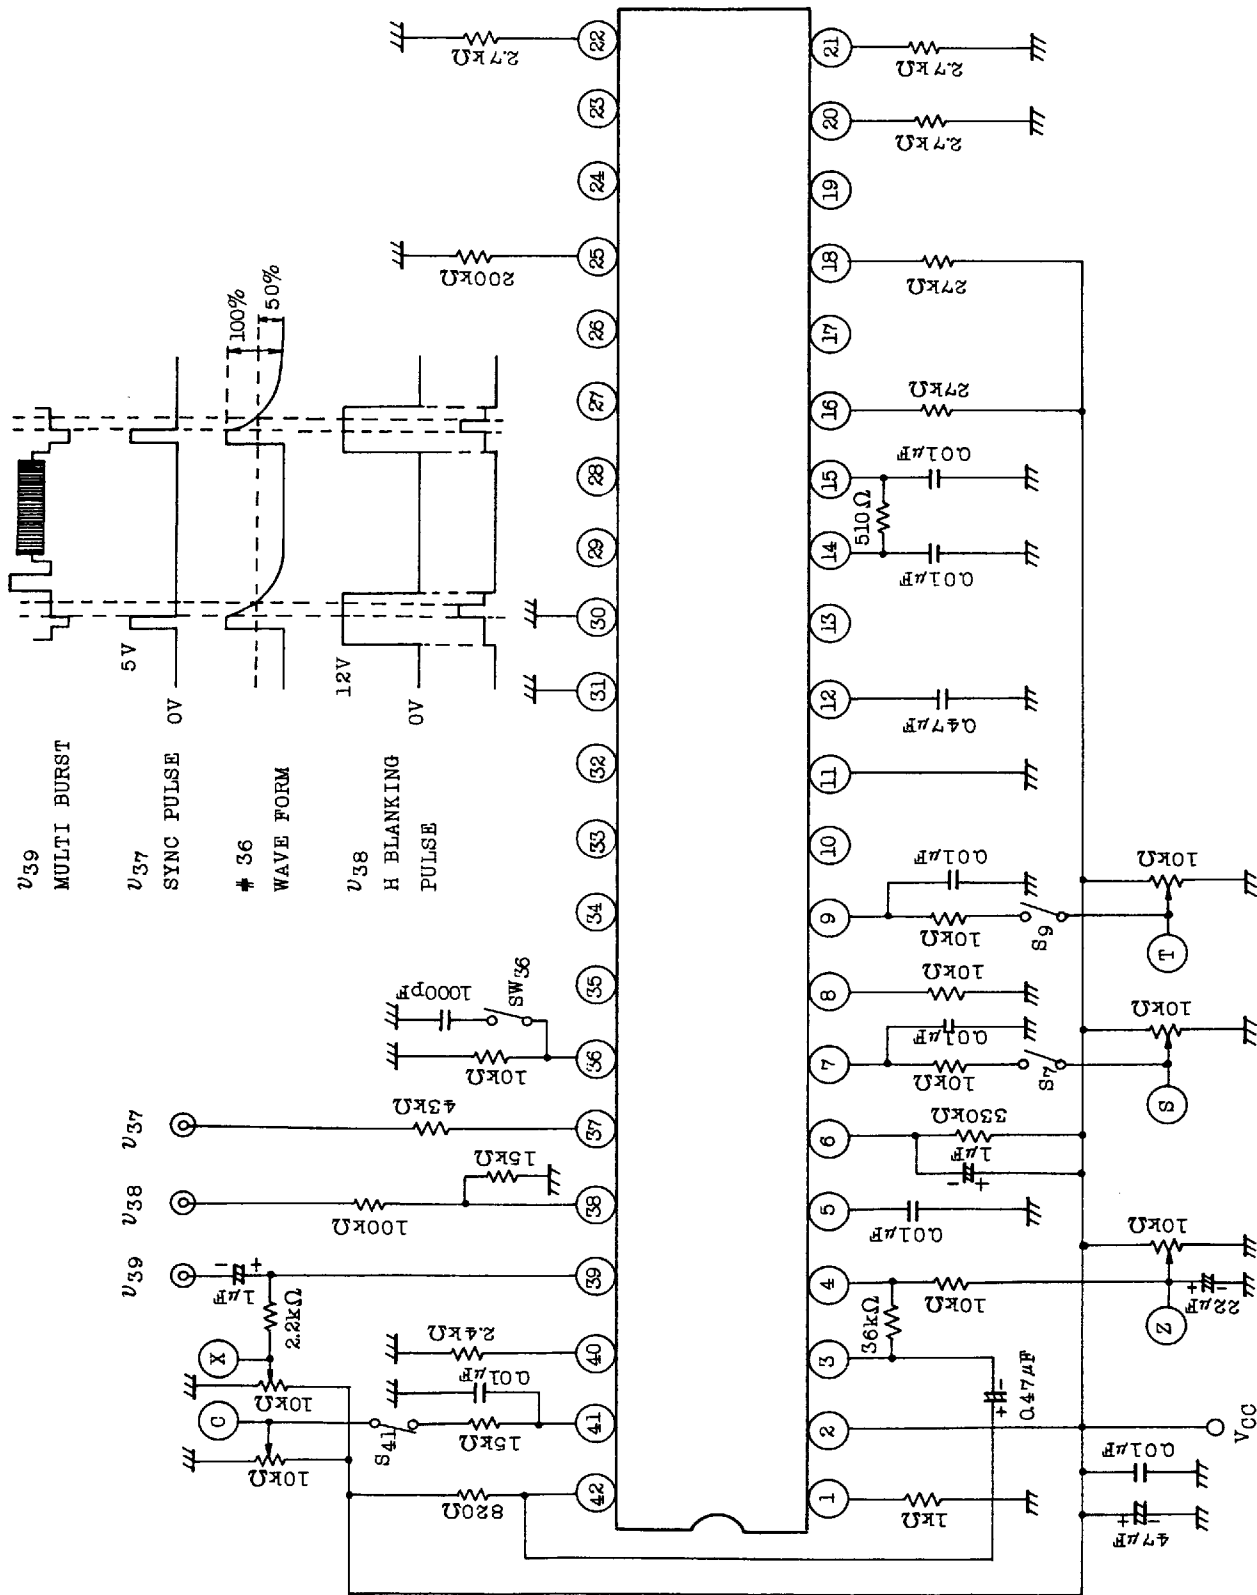 v39
MULTI BURST
v37
SYNC PULSE
5V
0V
# 36
WAVE FORM
100%
50%
v38
H BLANKING
PULSE
12V
0V
v39
v38
v37
1μF
2.2kΩ
X
10kΩ
C
10kΩ
S41
15kΩ
0.01μF
2.4kΩ
820Ω
100kΩ
15kΩ
43kΩ
10kΩ
1000pF
SW36
200kΩ
2.7kΩ
42
41
40
39
38
37
36
35
34
33
32
31
30
29
28
27
26
25
24
23
22
1
2
3
4
5
6
7
8
9
10
11
12
13
14
15
16
17
18
19
20
21
1kΩ
36kΩ
0.47μF
10kΩ
0.01μF
1μF
330kΩ
10kΩ
0.01μF
S7
10kΩ
10kΩ
0.01μF
S9
0.47μF
0.01μF
510Ω
0.01μF
27kΩ
27kΩ
2.7kΩ
2.7kΩ
47μF
0.01μF
VCC
Z
22μF
10kΩ
S
10kΩ
T
10kΩ